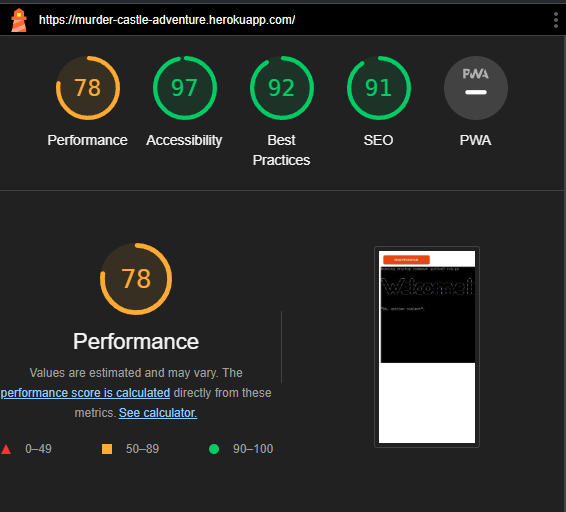 https://murder-castle-adventure.herokuapp.com/
78
97
92
91
PWA
Performance
Accessibility
Best
Practices
SEO
PWA
78
Performance
Values are estimated and may vary. The
performance score is calculated directly from these
metrics. See calculator.
0–49
50–89
90–100
Welcome!